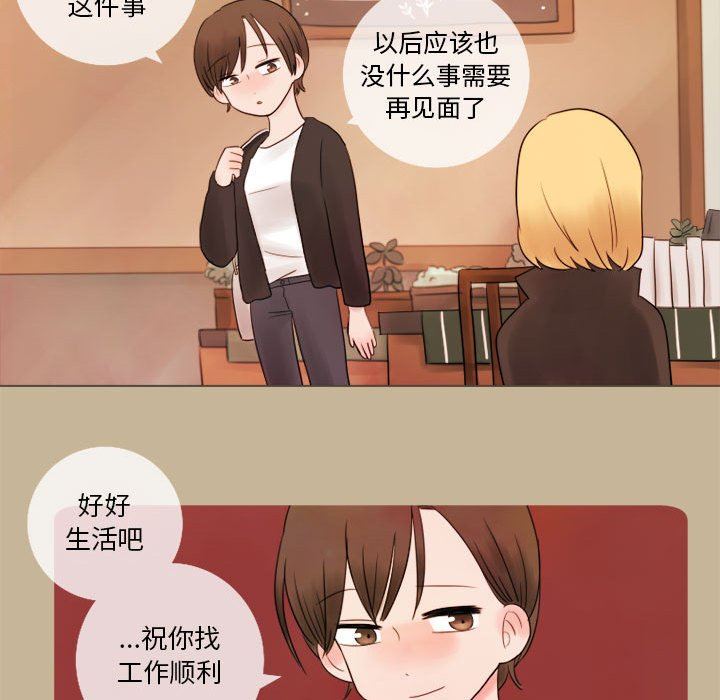 这件事
以后应该也
没什么事需要
再见面了
好好
生活吧
...祝你找
工作顺利